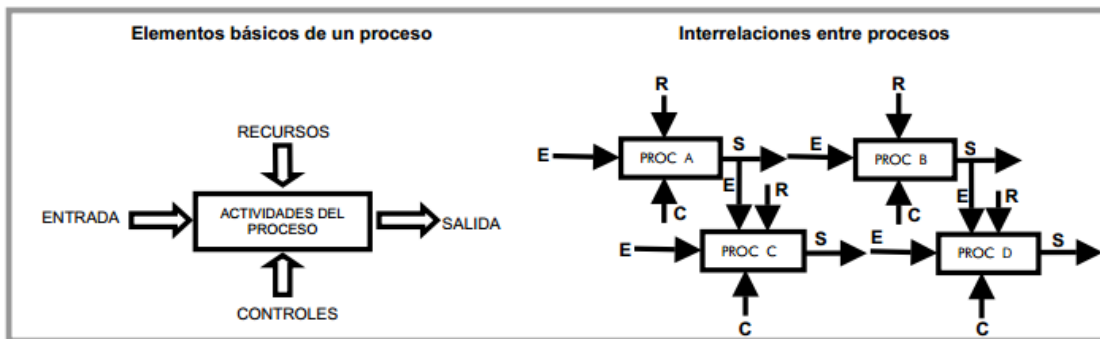 Elementos básicos de un proceso
RECURSOS
ENTRADA
ACTIVIDADES DEL
PROCESO
SALIDA
CONTROLES
Interrelaciones entre procesos
R
R
E
PROC A
S
E
PROC B
S
E
R
E
R
C
C
E
PROC C
S
E
PROC D
S
C
C